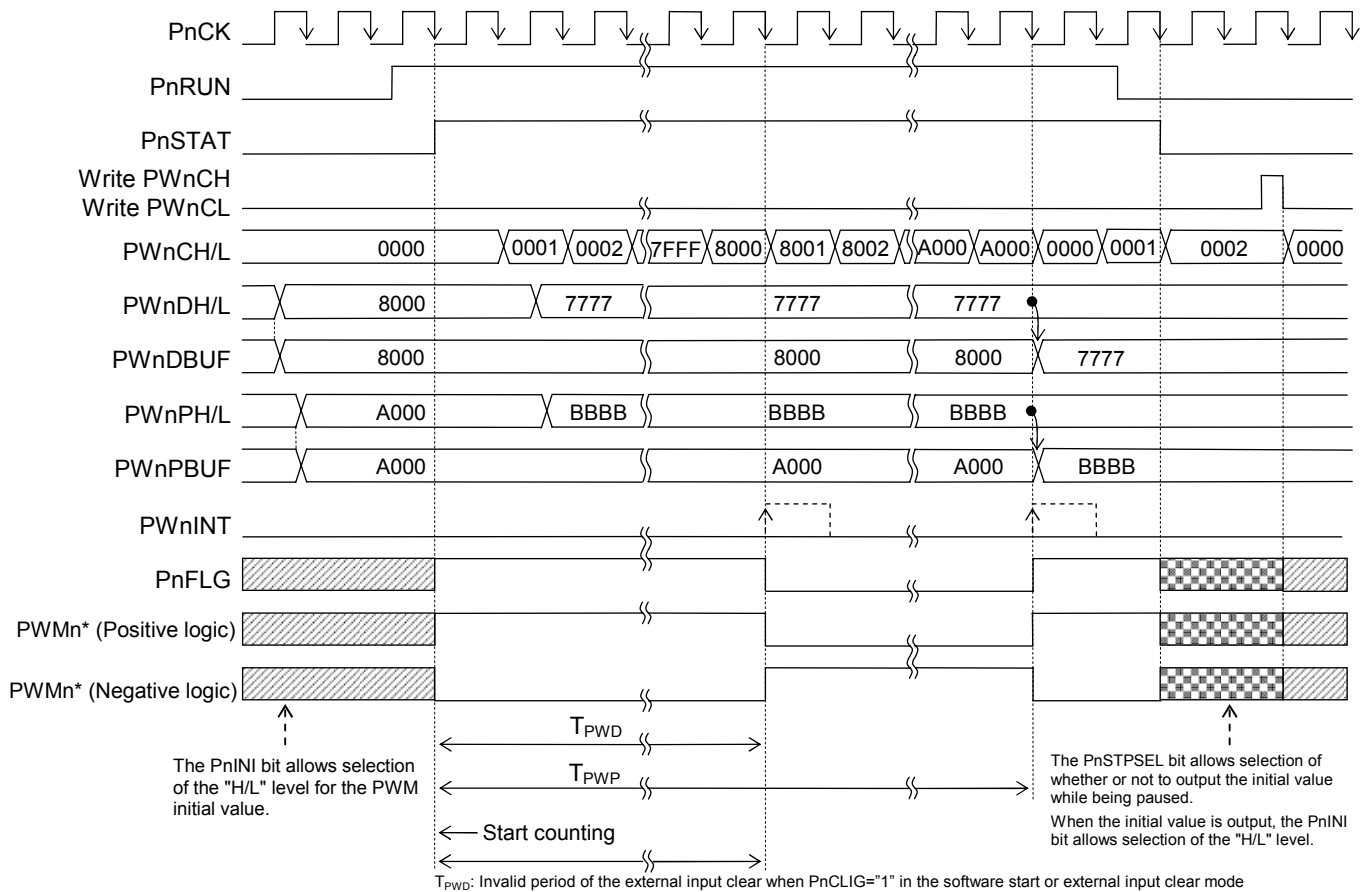 PnCK
PnRUN
PnSTAT
Write PWnCH
Write PWnCL
PWnCH/L 0000 0001 0002 7FFF 8000 8001 8002 A000 A000 0000 0001 0002 0000
PWnDH/L 8000 7777 7777 7777
PWnDBUF 8000 8000 8000 7777
PWnPH/L A000 BBBB BBBB BBBB
PWnPBUF A000 A000 A000 BBBB
PWnINT
PnFLG
PWMn* (Positive logic)
PWMn* (Negative logic)
TPWD
TPWP
The PnINI bit allows selection
of the "H/L" level for the PWM
initial value.
The PnSTPSEL bit allows selection of
whether or not to output the initial value
while being paused.
When the initial value is output, the PnINI
bit allows selection of the "H/L" level.
Start counting
TPWD: Invalid period of the external input clear when PnCLIG="1" in the software start or external input clear mode